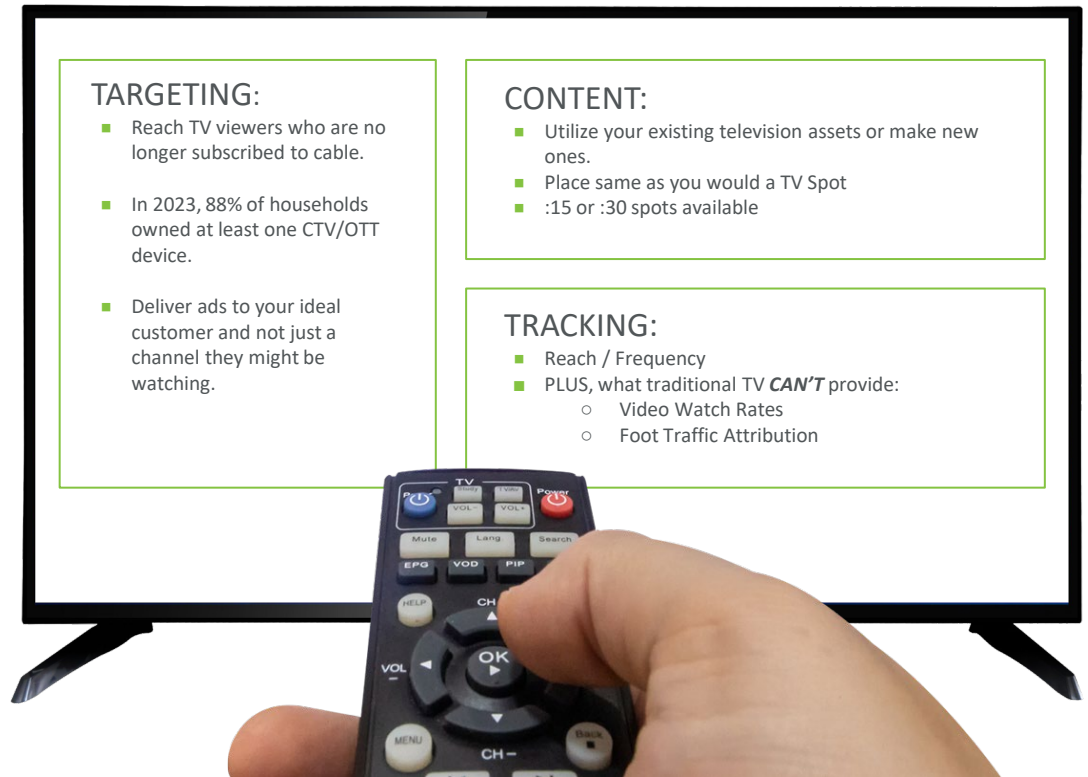 TARGETING:
■ Reach TV viewers who are no
longer subscribed to cable.
■ In 2023, 88% of households
owned at least one CTV/OTT
device.
■ Deliver ads to your ideal
customer and not just a
channel they might be
watching.
CONTENT:
■ Utilize your existing television assets or make new
ones.
■ Place same as you would a TV Spot
■ :15 or :30 spots available
TRACKING:
■ Reach / Frequency
■ PLUS, what traditional TV CAN'T provide:
○ Video Watch Rates
○ Foot Traffic Attribution
TV
Power
VOL− VOL+
Mute Lang Search
EPG VOD PIP
HELP CH
VOL
−
OK
MENU
CH−
Back